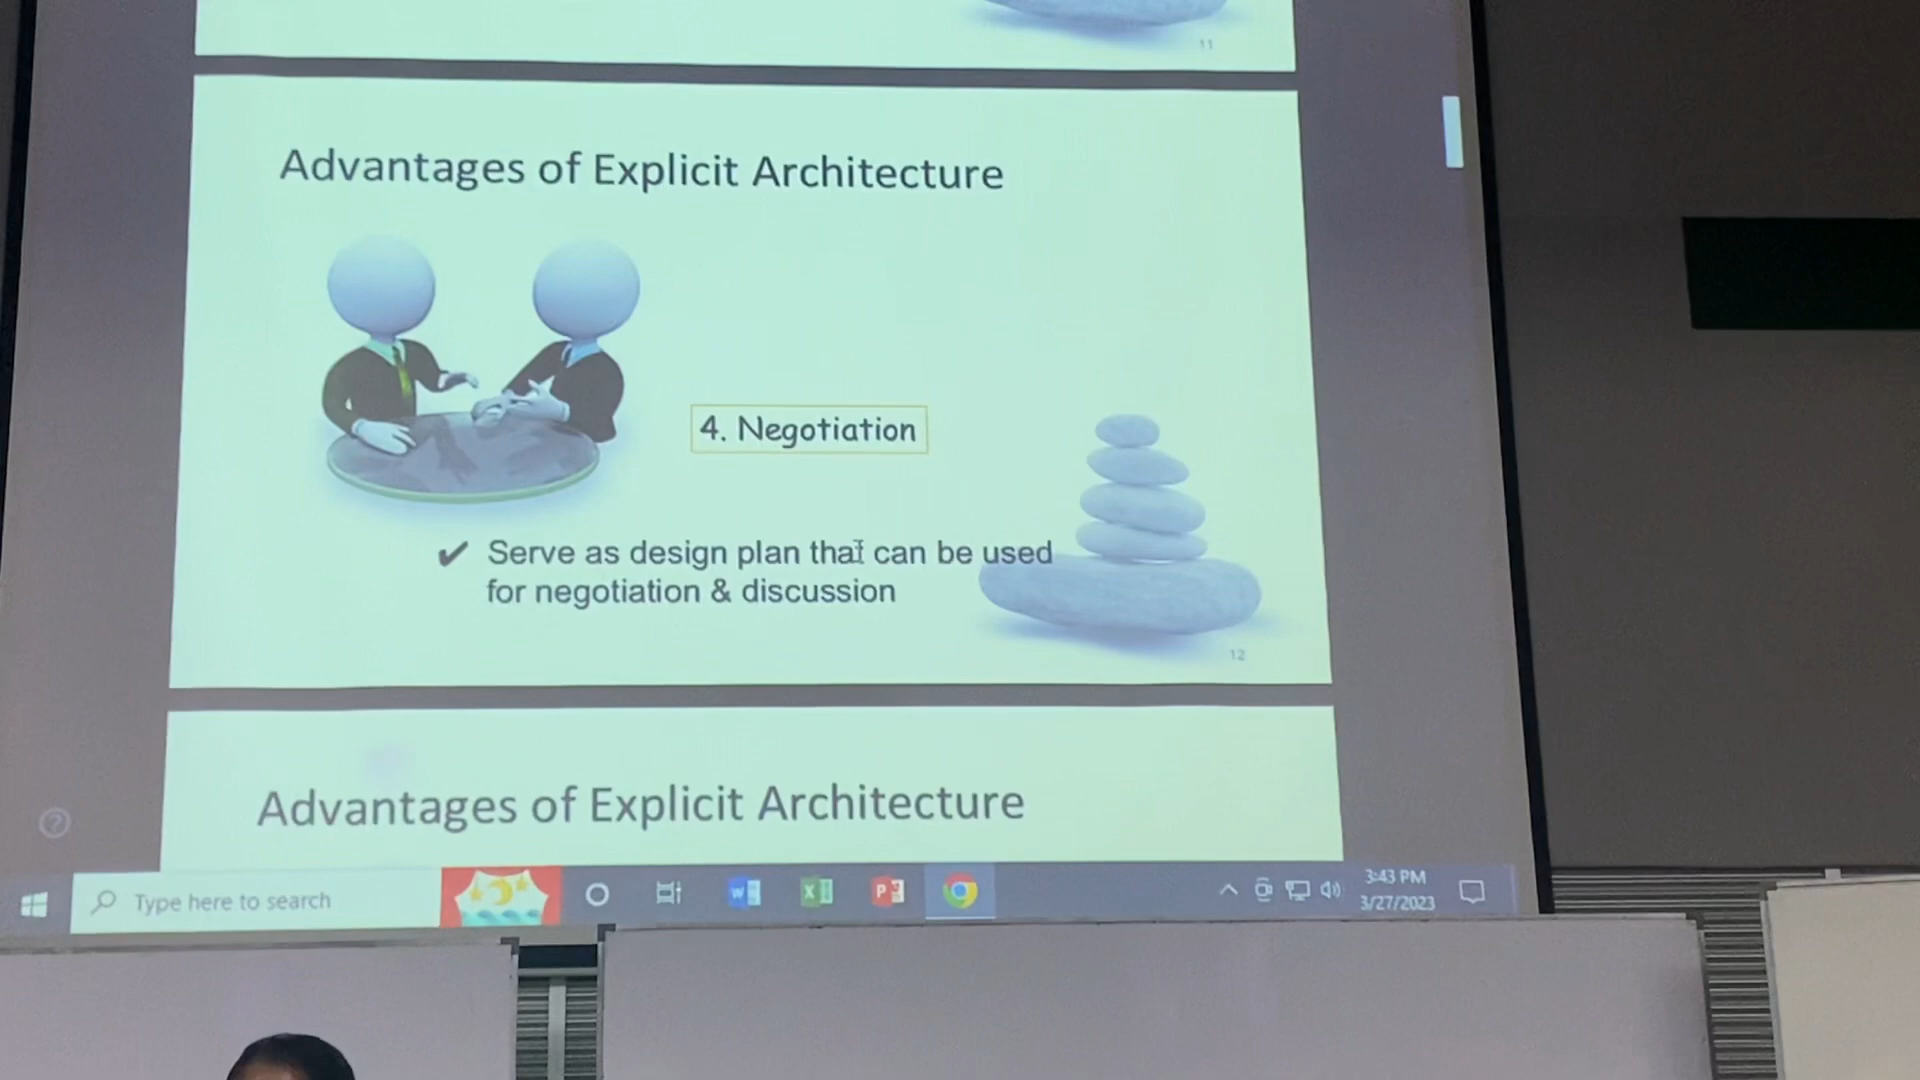 11
Advantages of Explicit Architecture
4. Negotiation
✔ Serve as design plan that can be used
for negotiation & discussion
12
Advantages of Explicit Architecture
Type here to search
3:43 PM
3/27/2023